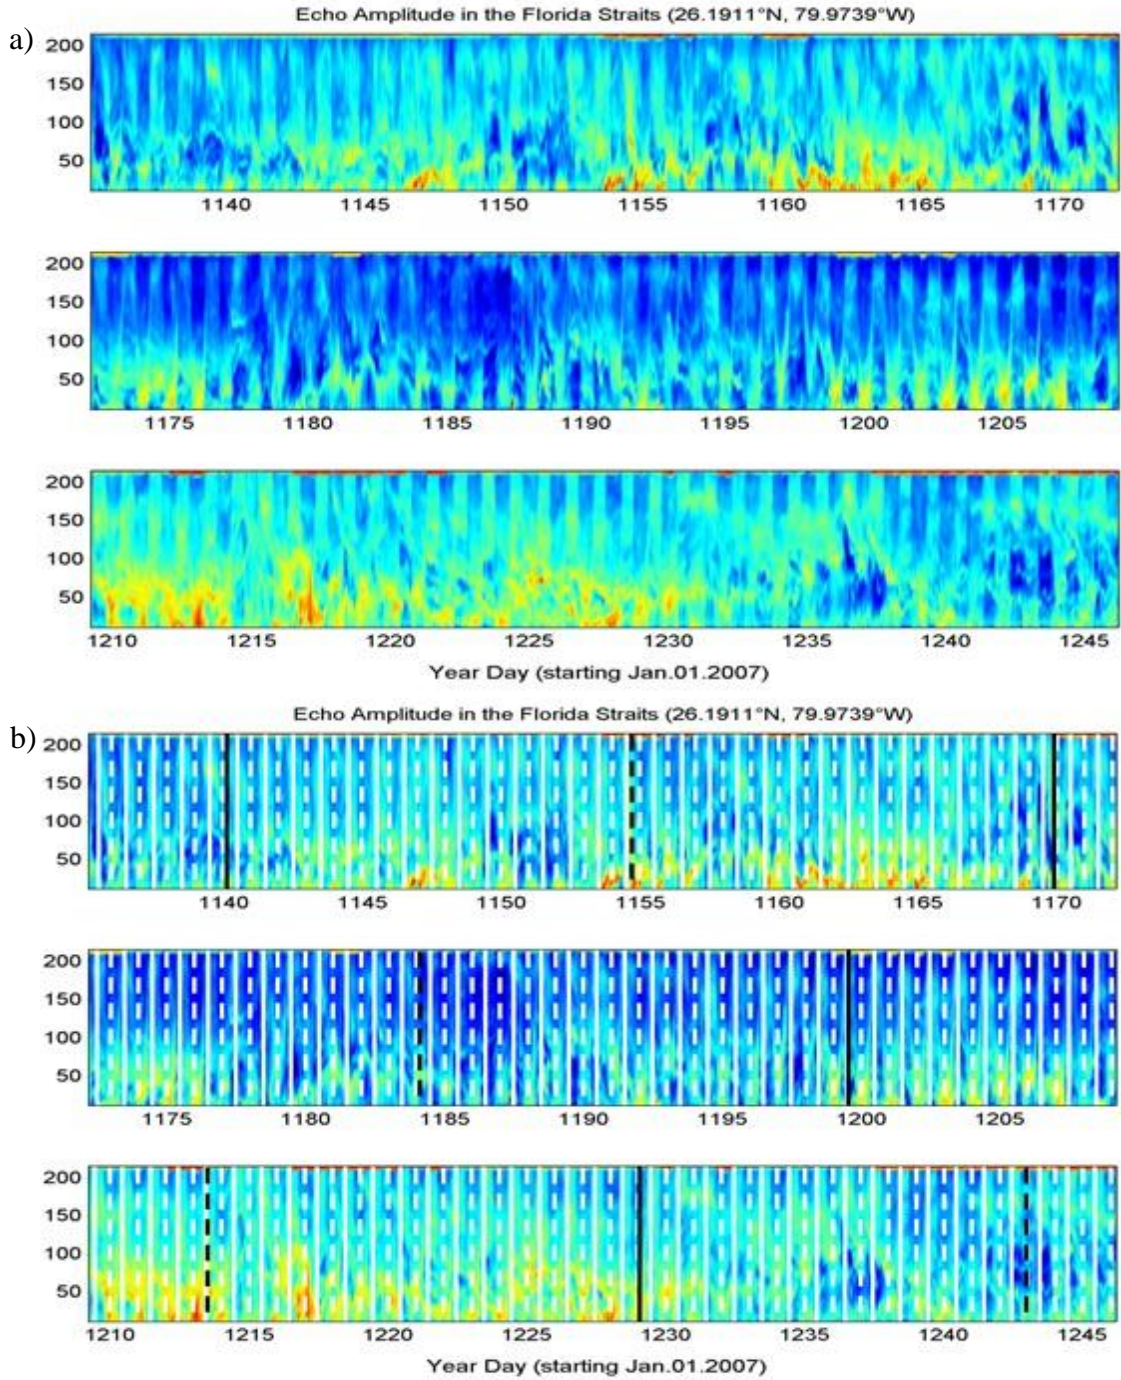 a)
Echo Amplitude in the Florida Straits (26.1911°N, 79.9739°W)
200
150
100
50
1140 1145 1150 1155 1160 1165 1170
200
150
100
50
1175 1180 1185 1190 1195 1200 1205
200
150
100
50
1210 1215 1220 1225 1230 1235 1240 1245
Year Day (starting Jan.01.2007)
b)
Echo Amplitude in the Florida Straits (26.1911°N, 79.9739°W)
200
150
100
50
1140 1145 1150 1155 1160 1165 1170
200
150
100
50
1175 1180 1185 1190 1195 1200 1205
200
150
100
50
1210 1215 1220 1225 1230 1235 1240 1245
Year Day (starting Jan.01.2007)